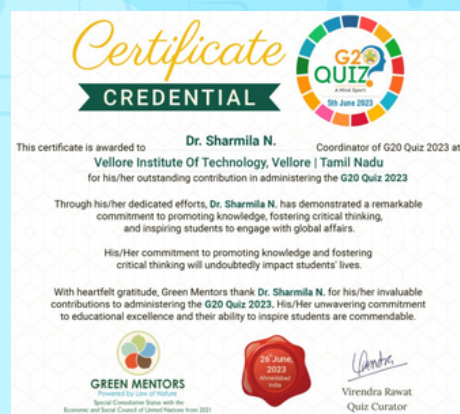 Certificate
CREDENTIAL
G20
QUIZ
A Mind Sport
5th June 2023
This certificate is awarded to Dr. Sharmila N. Coordinator of G20 Quiz 2023 at
Vellore Institute Of Technology, Vellore | Tamil Nadu
for his/her outstanding contribution in administering the G20 Quiz 2023
Through his/her dedicated efforts, Dr. Sharmila N. has demonstrated a remarkable
commitment to promoting knowledge, fostering critical thinking,
and inspiring students to engage with global affairs.
His/Her commitment to promoting knowledge and fostering
critical thinking will undoubtedly impact students' lives.
With heartfelt gratitude, Green Mentors thank Dr. Sharmila N. for his/her invaluable
contributions to administering the G20 Quiz 2023. His/Her unwavering commitment
to educational excellence and their ability to inspire students are commendable.
GREEN MENTORS
Powered by Law of Nature
Special Consultative Status with the
Economic and Social Council of United Nations from 2021
26th June,
2023
Ahmedabad
India
Virendra Rawat
Quiz Curator